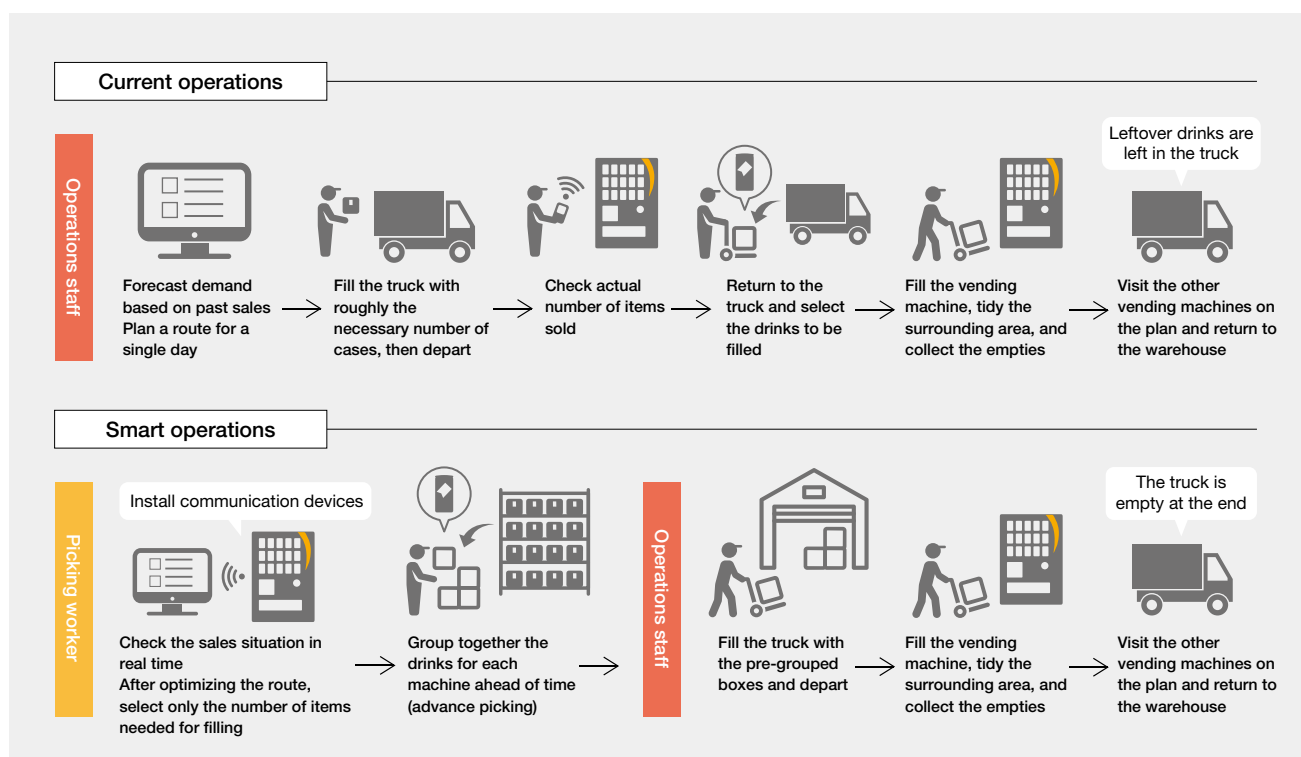 Current operations
Operations staff
Forecast demand
based on past sales
Plan a route for a
single day
Fill the truck with
roughly the
necessary number of
cases, then depart
Check actual
number of items
sold
Return to the
truck and select
the drinks to be
filled
Fill the vending
machine, tidy the
surrounding area, and
collect the empties
Leftover drinks are
left in the truck
Visit the other
vending machines on
the plan and return to
the warehouse
Smart operations
Picking worker
Install communication devices
Check the sales situation in
real time
After optimizing the route,
select only the number of items
needed for filling
Group together the
drinks for each
machine ahead of time
(advance picking)
Operations staff
Fill the truck with
the pre-grouped
boxes and depart
Fill the vending
machine, tidy the
surrounding area, and
collect the empties
The truck is
empty at the end
Visit the other
vending machines on
the plan and return to
the warehouse